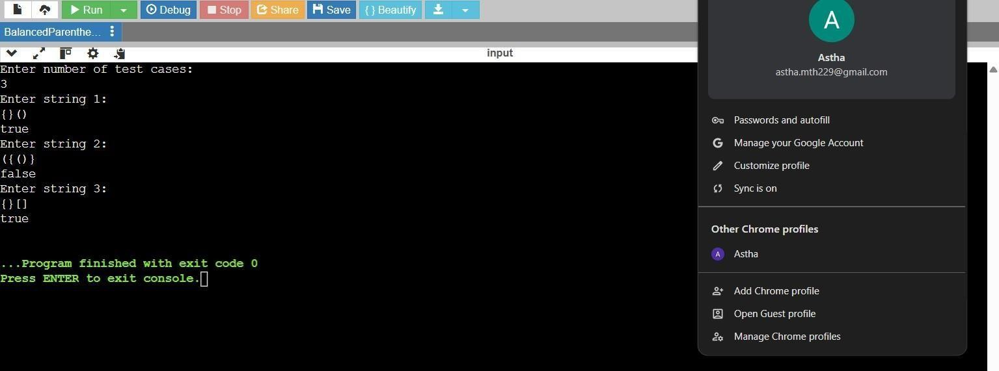 Run Debug Stop Share Save { } Beautify
BalancedParenthe...
input
Enter number of test cases:
3
Enter string 1:
{}()
true
Enter string 2:
({()}
false
Enter string 3:
{}[]
true
...Program finished with exit code 0
Press ENTER to exit console.
A
Astha
astha.mth229@gmail.com
Passwords and autofill
G Manage your Google Account
Customize profile
Sync is on
Other Chrome profiles
A Astha
Add Chrome profile
Open Guest profile
Manage Chrome profiles